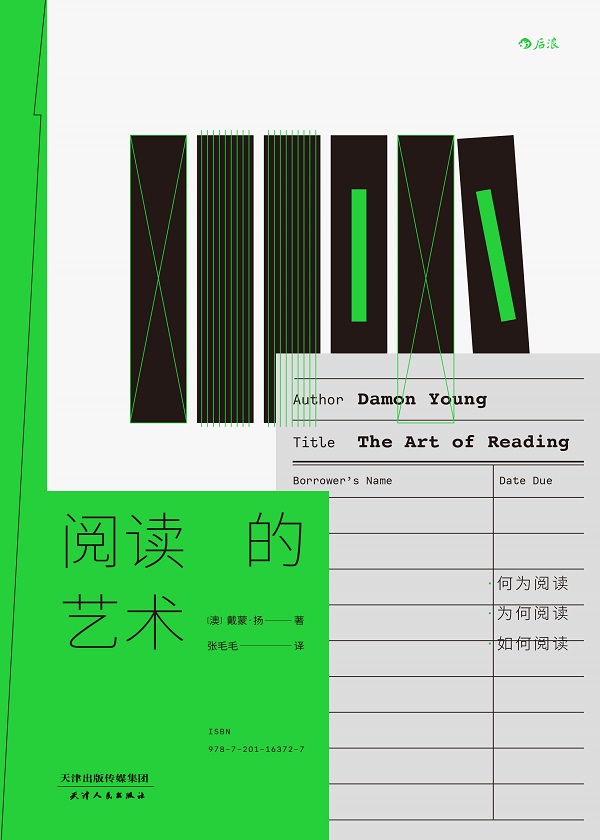 后浪
Author Damon Young
Title The Art of Reading
Borrower's Name Date Due
阅读 的
艺术
[澳] 戴蒙·扬 —— 著
张毛毛 —— 译
·何为阅读
·为何阅读
·如何阅读
ISBN
978-7-201-16372-7
天津出版传媒集团
天津人民出版社